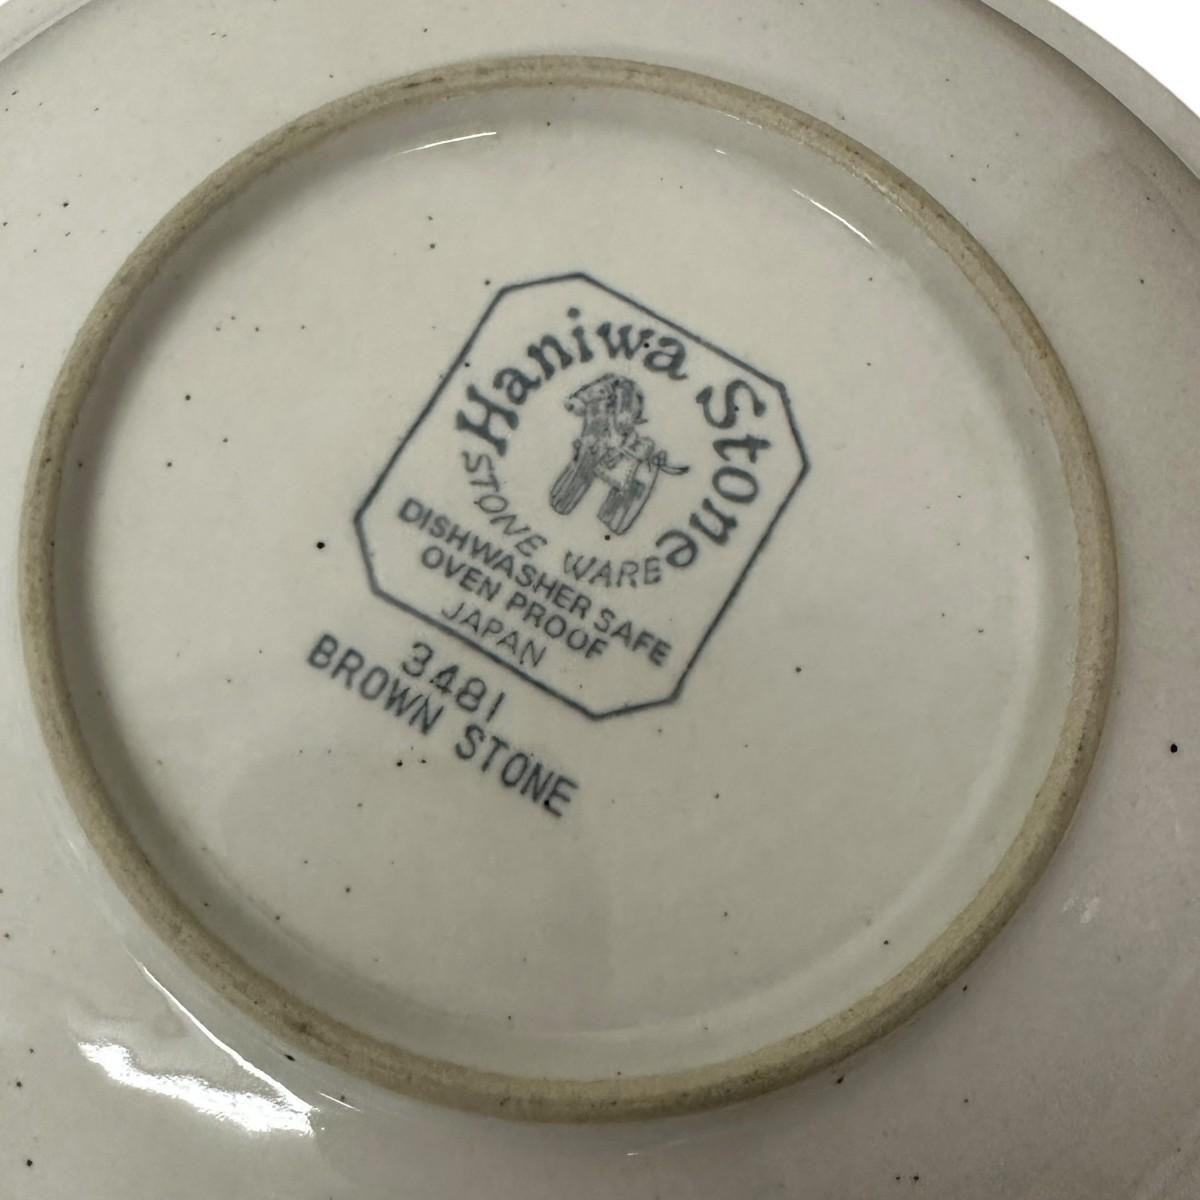 Haniwa Stone
STONE WARE
DISHWASHER SAFE
OVEN PROOF
JAPAN
3481
BROWN STONE